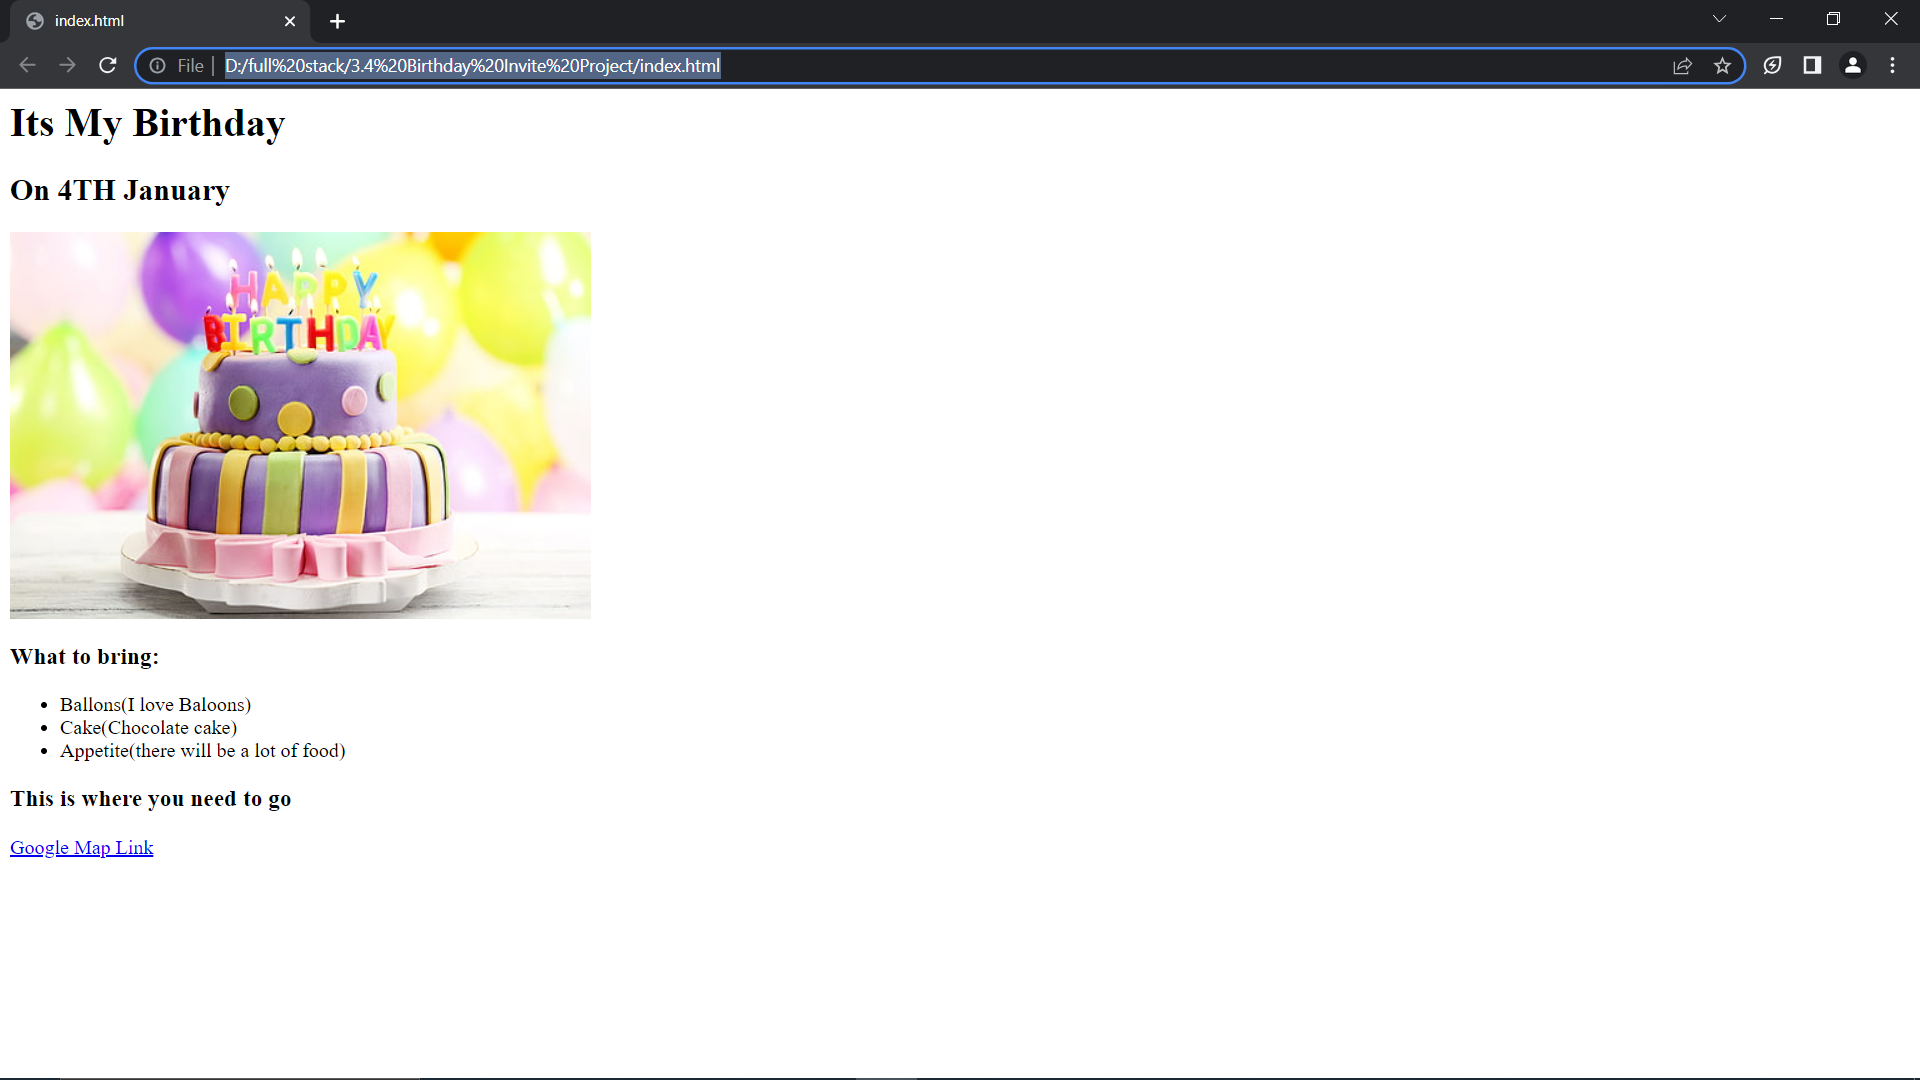 index.html
File
D:/full%20stack/3.4%20Birthday%20Invite%20Project/index.html
Its My Birthday
On 4TH January
HAPPY
BIRTHDAY
What to bring:
Ballons(I love Baloons)
Cake(Chocolate cake)
Appetite(there will be a lot of food)
This is where you need to go
Google Map Link